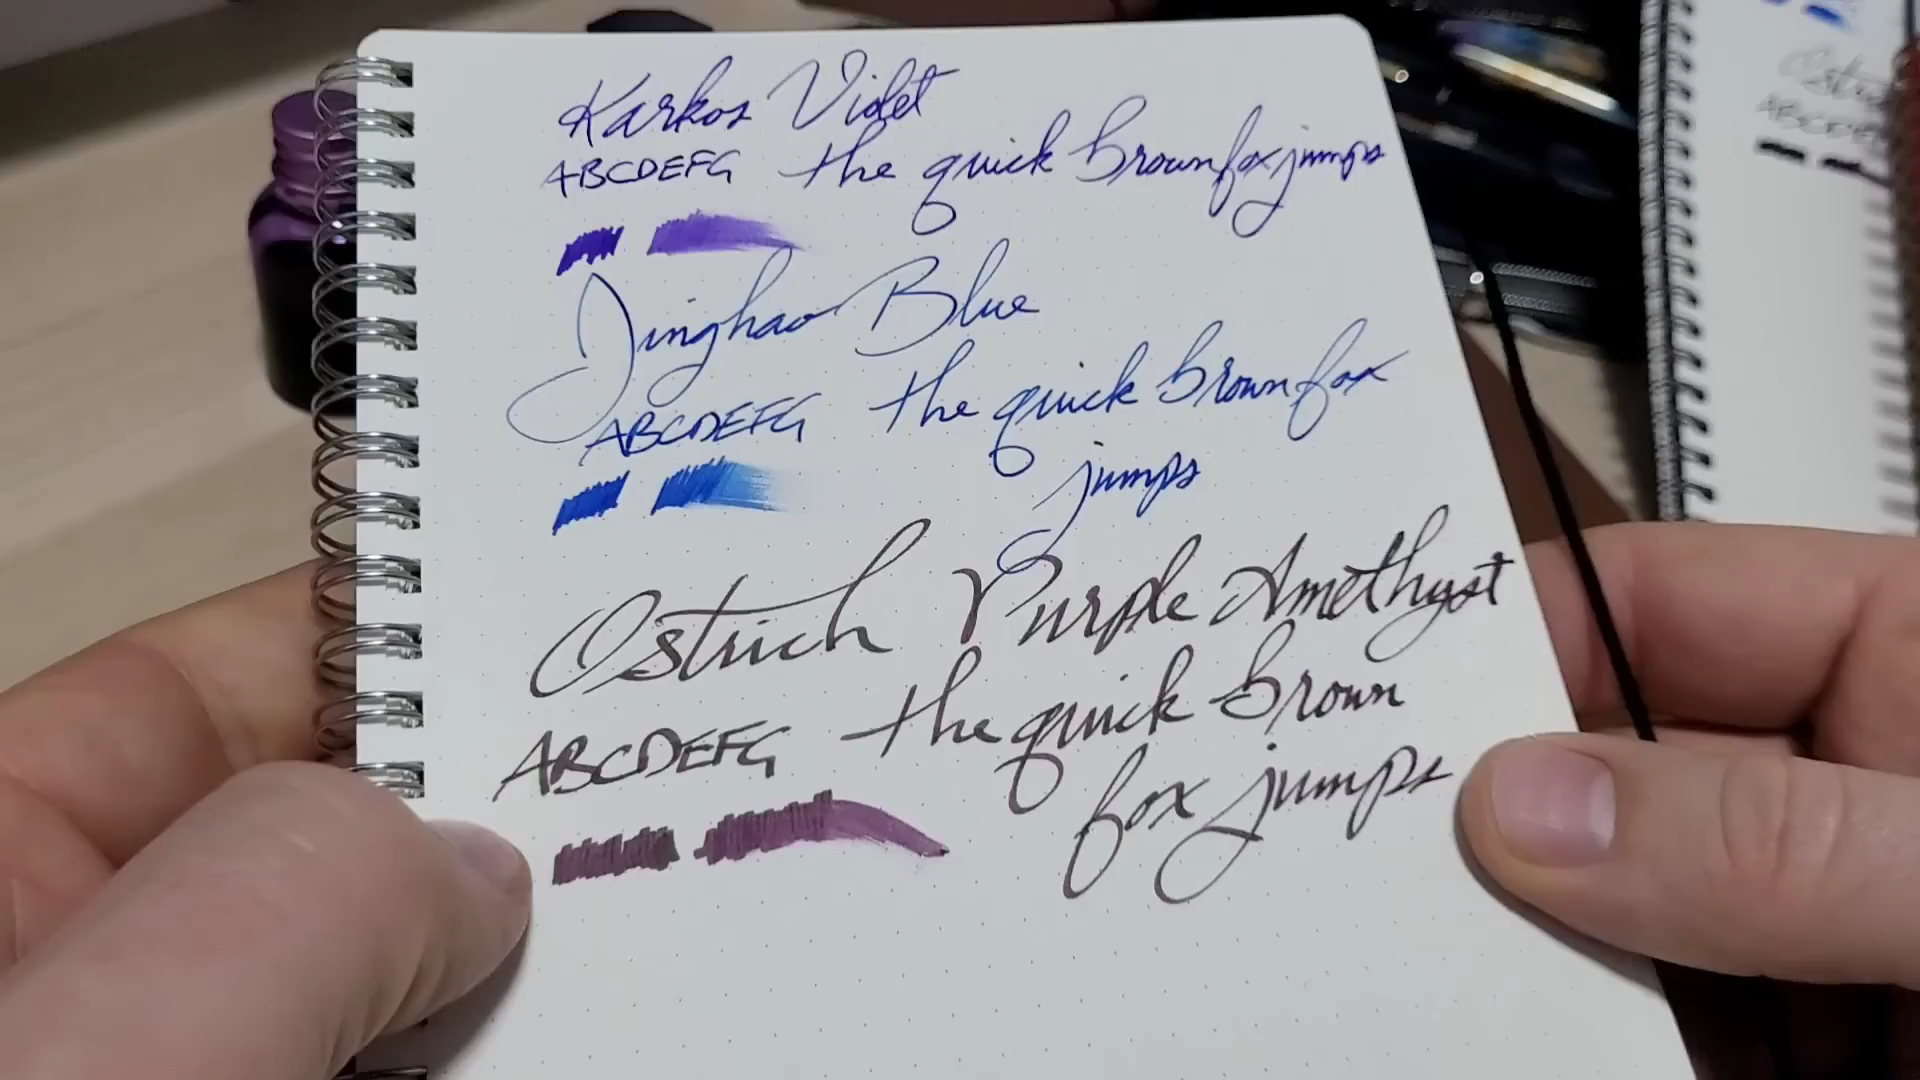 Karkos Violet
ABCDEFG the quick brown fox jumps
Jinghao Blue
ABCDEFG the quick brown fox
jumps
Ostrich Purple Amethyst
ABCDEFG the quick brown
fox jumps